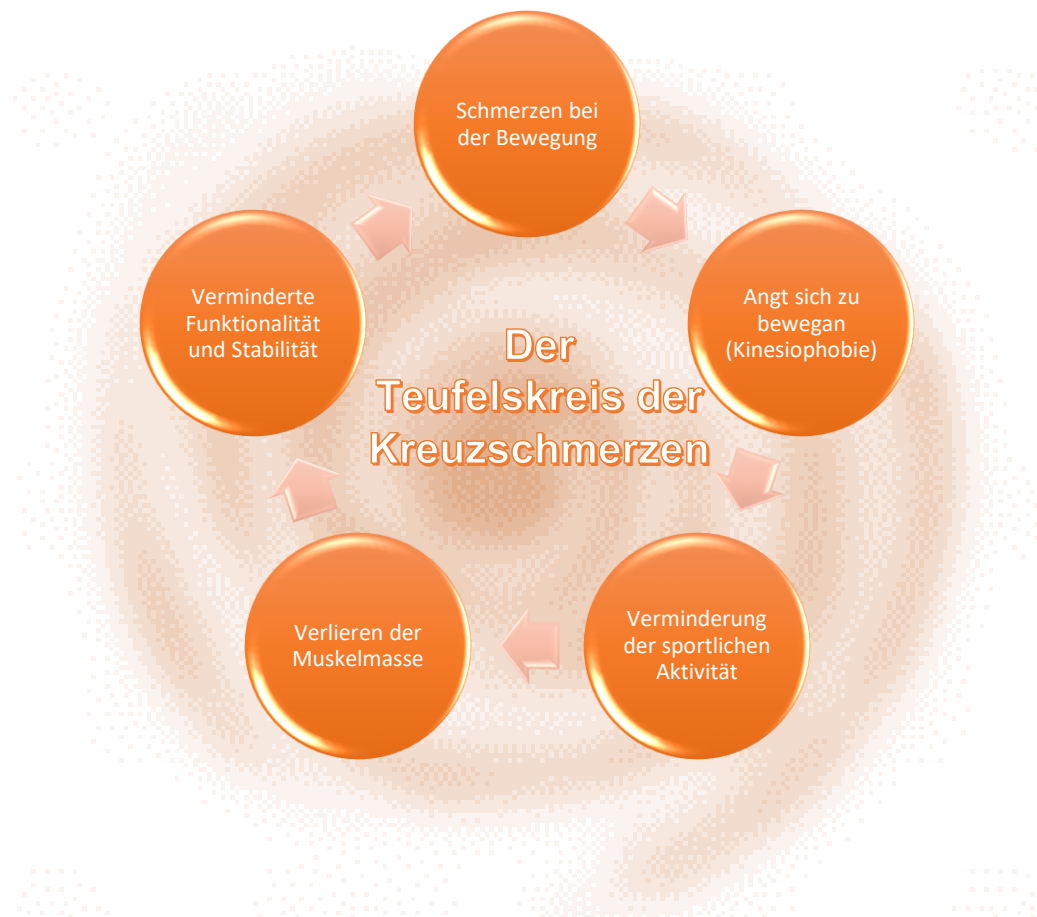 Schmerzen bei
der Bewegung
Angt sich zu
bewegan
(Kinesiophobie)
Verminderung
der sportlichen
Aktivität
Verlieren der
Muskelmasse
Verminderte
Funktionalität
und Stabilität
Der
Teufelskreis der
Kreuzschmerzen